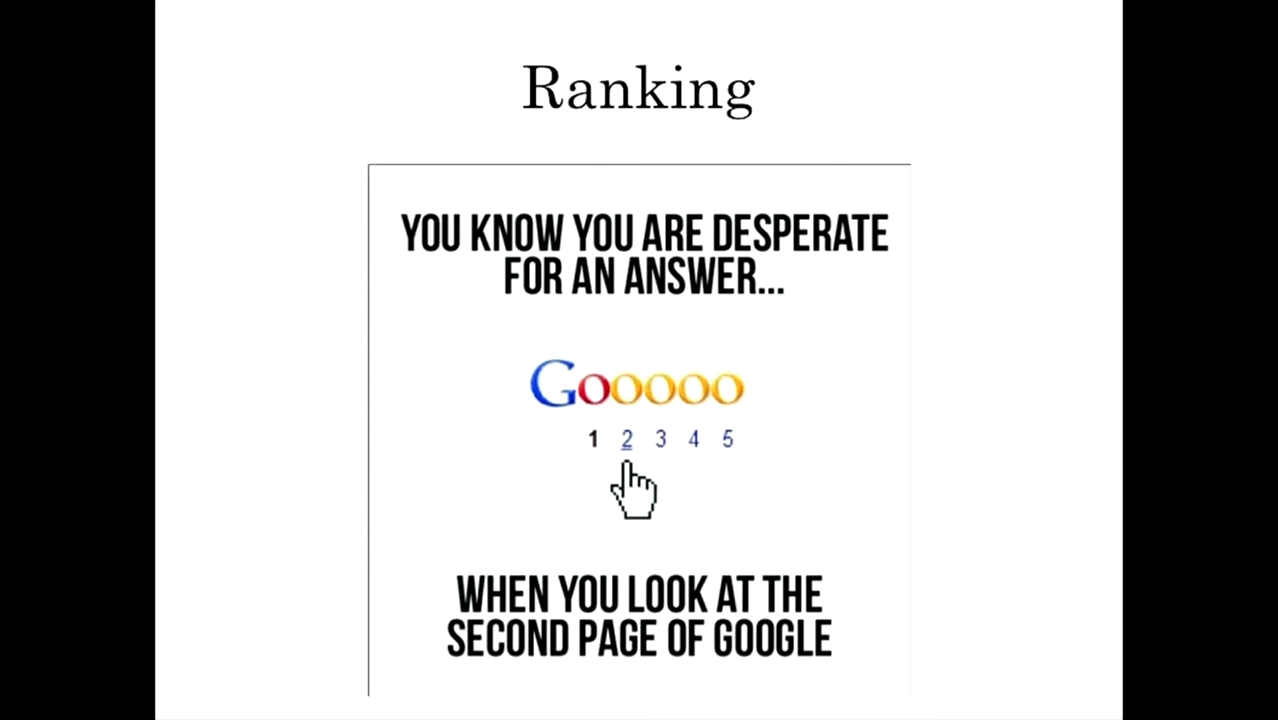 Ranking
YOU KNOW YOU ARE DESPERATE
FOR AN ANSWER...
Gooooo
1 2 3 4 5
WHEN YOU LOOK AT THE
SECOND PAGE OF GOOGLE